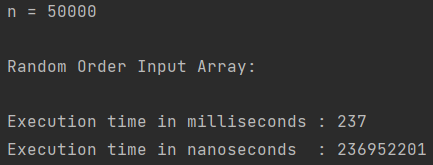 n = 50000
Random Order Input Array:
Execution time in milliseconds : 237
Execution time in nanoseconds  : 236952201